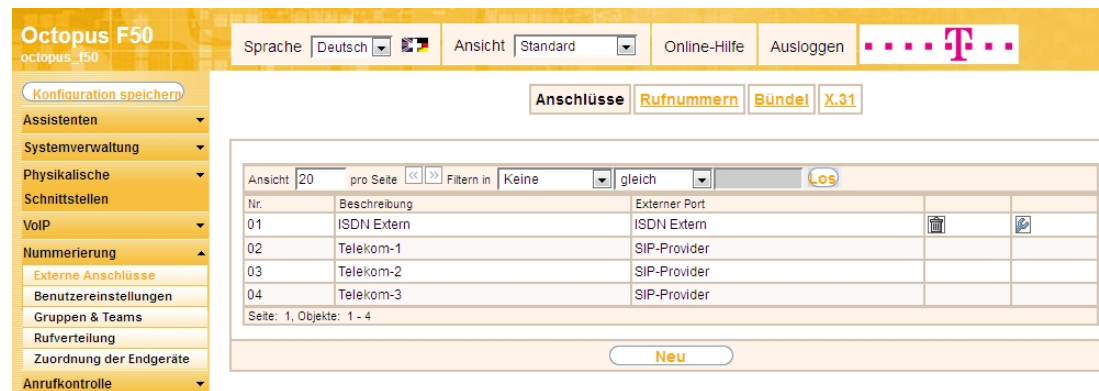 Octopus F50
octopus_f50
Sprache Deutsch Ansicht Standard Online-Hilfe Ausloggen T
Konfiguration speichern
Assistenten
Systemverwaltung
Physikalische
Schnittstellen
VoIP
Nummerierung
Externe Anschlüsse
Benutzereinstellungen
Gruppen & Teams
Rufverteilung
Zuordnung der Endgeräte
Anrufkontrolle
Anschlüsse Rufnummern Bündel X.31
Ansicht 20 pro Seite << >> Filtern in Keine gleich Los
Nr. Beschreibung Externer Port
01 ISDN Extern ISDN Extern
02 Telekom-1 SIP-Provider
03 Telekom-2 SIP-Provider
04 Telekom-3 SIP-Provider
Seite: 1, Objekte: 1 - 4
Neu